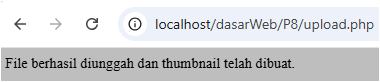 localhost/dasarWeb/P8/upload.php
File berhasil diunggah dan thumbnail telah dibuat.